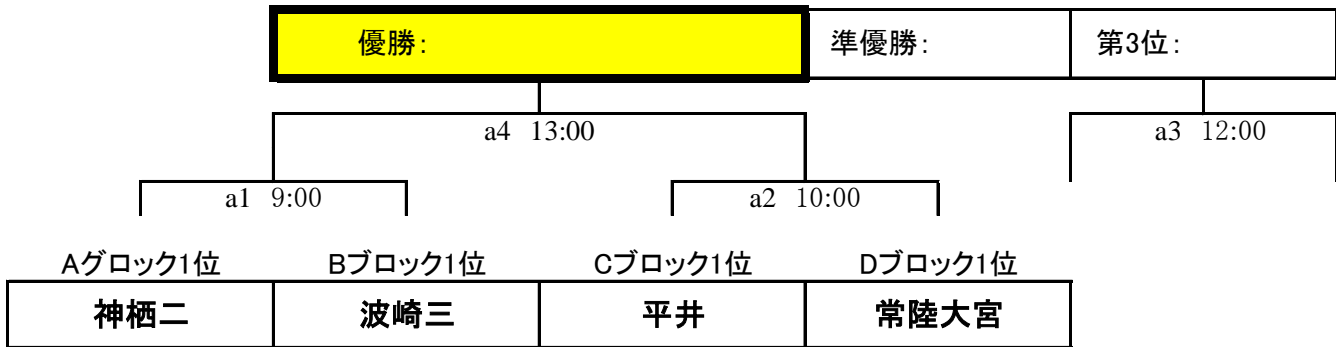 優勝： 準優勝： 第3位：
a4 13:00 a3 12:00
a1 9:00 a2 10:00
Aグロック1位 Bブロック1位 Cブロック1位 Dブロック1位
神栖二 波崎三 平井 常陸大宮